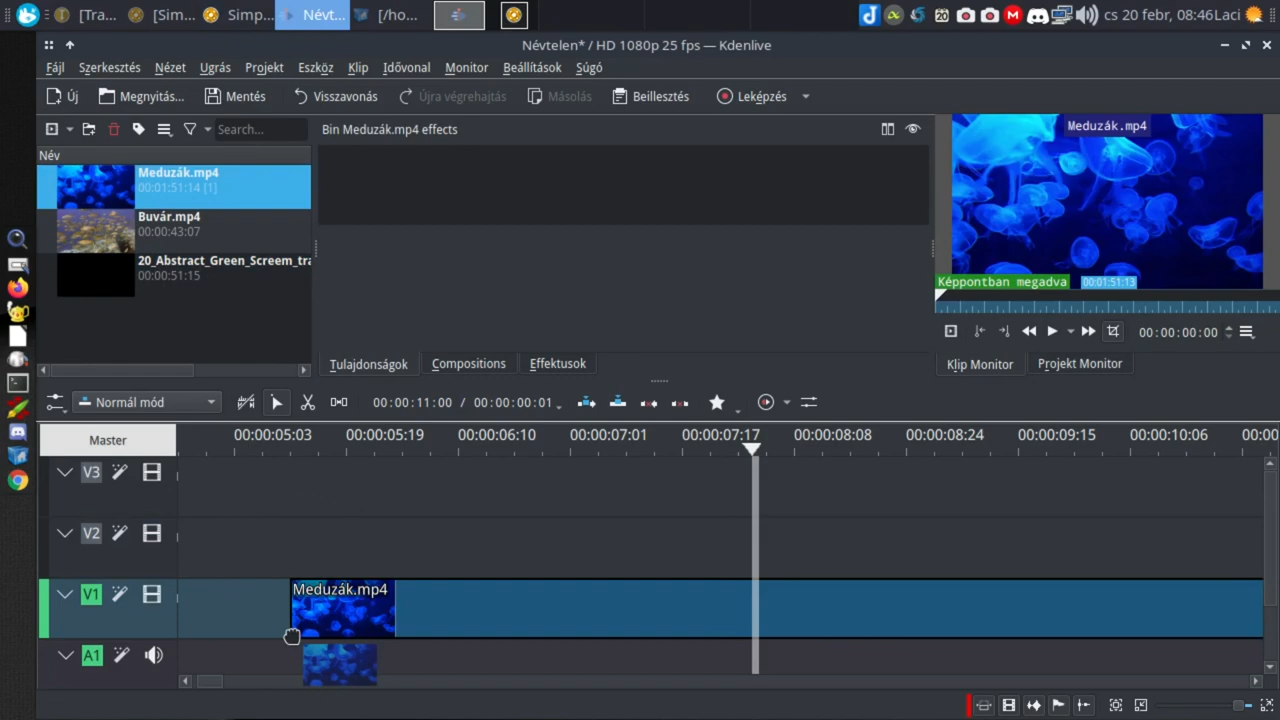 [Tra...
[Sim...
Simp...
Névt...
[/ho...
20
cs 20 febr, 08:46
Laci
Névtelen* / HD 1080p 25 fps — Kdenlive
Fájl Szerkesztés Nézet Ugrás Projekt Eszköz Klip Idővonal Monitor Beállítások Súgó
Új Megnyitás... Mentés Visszavonás Újra végrehajtás Másolás Beillesztés Leképzés
Search...
Bin Meduzák.mp4 effects
Név
Meduzák.mp4
00:01:51:14 [1]
Buvár.mp4
00:00:43:07
20_Abstract_Green_Screem_tra
00:00:51:15
Meduzák.mp4
Képpontban megadva
00:01:51:13
00:00:00:00
Tulajdonságok Compositions Effektusok
Klip Monitor Projekt Monitor
Normál mód
00:00:11:00 / 00:00:00:01
Master
00:00:05:03 00:00:05:19 00:00:06:10 00:00:07:01 00:00:07:17 00:00:08:08 00:00:08:24 00:00:09:15 00:00:10:06 00:00
V3
V2
V1
Meduzák.mp4
A1